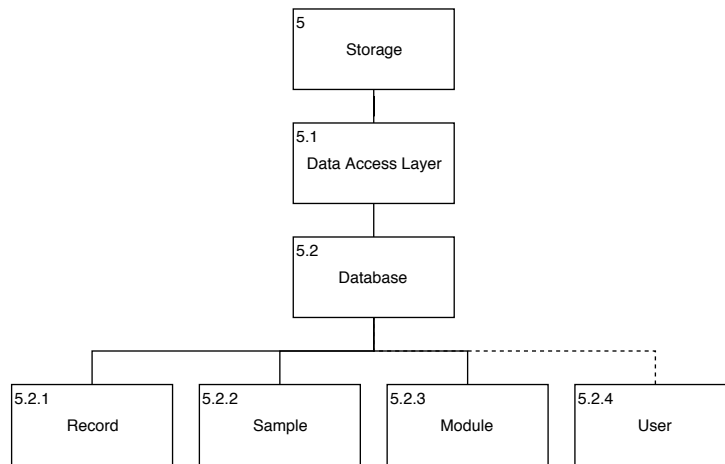 5
Storage
5.1
Data Access Layer
5.2
Database
5.2.1
Record
5.2.2
Sample
5.2.3
Module
5.2.4
User